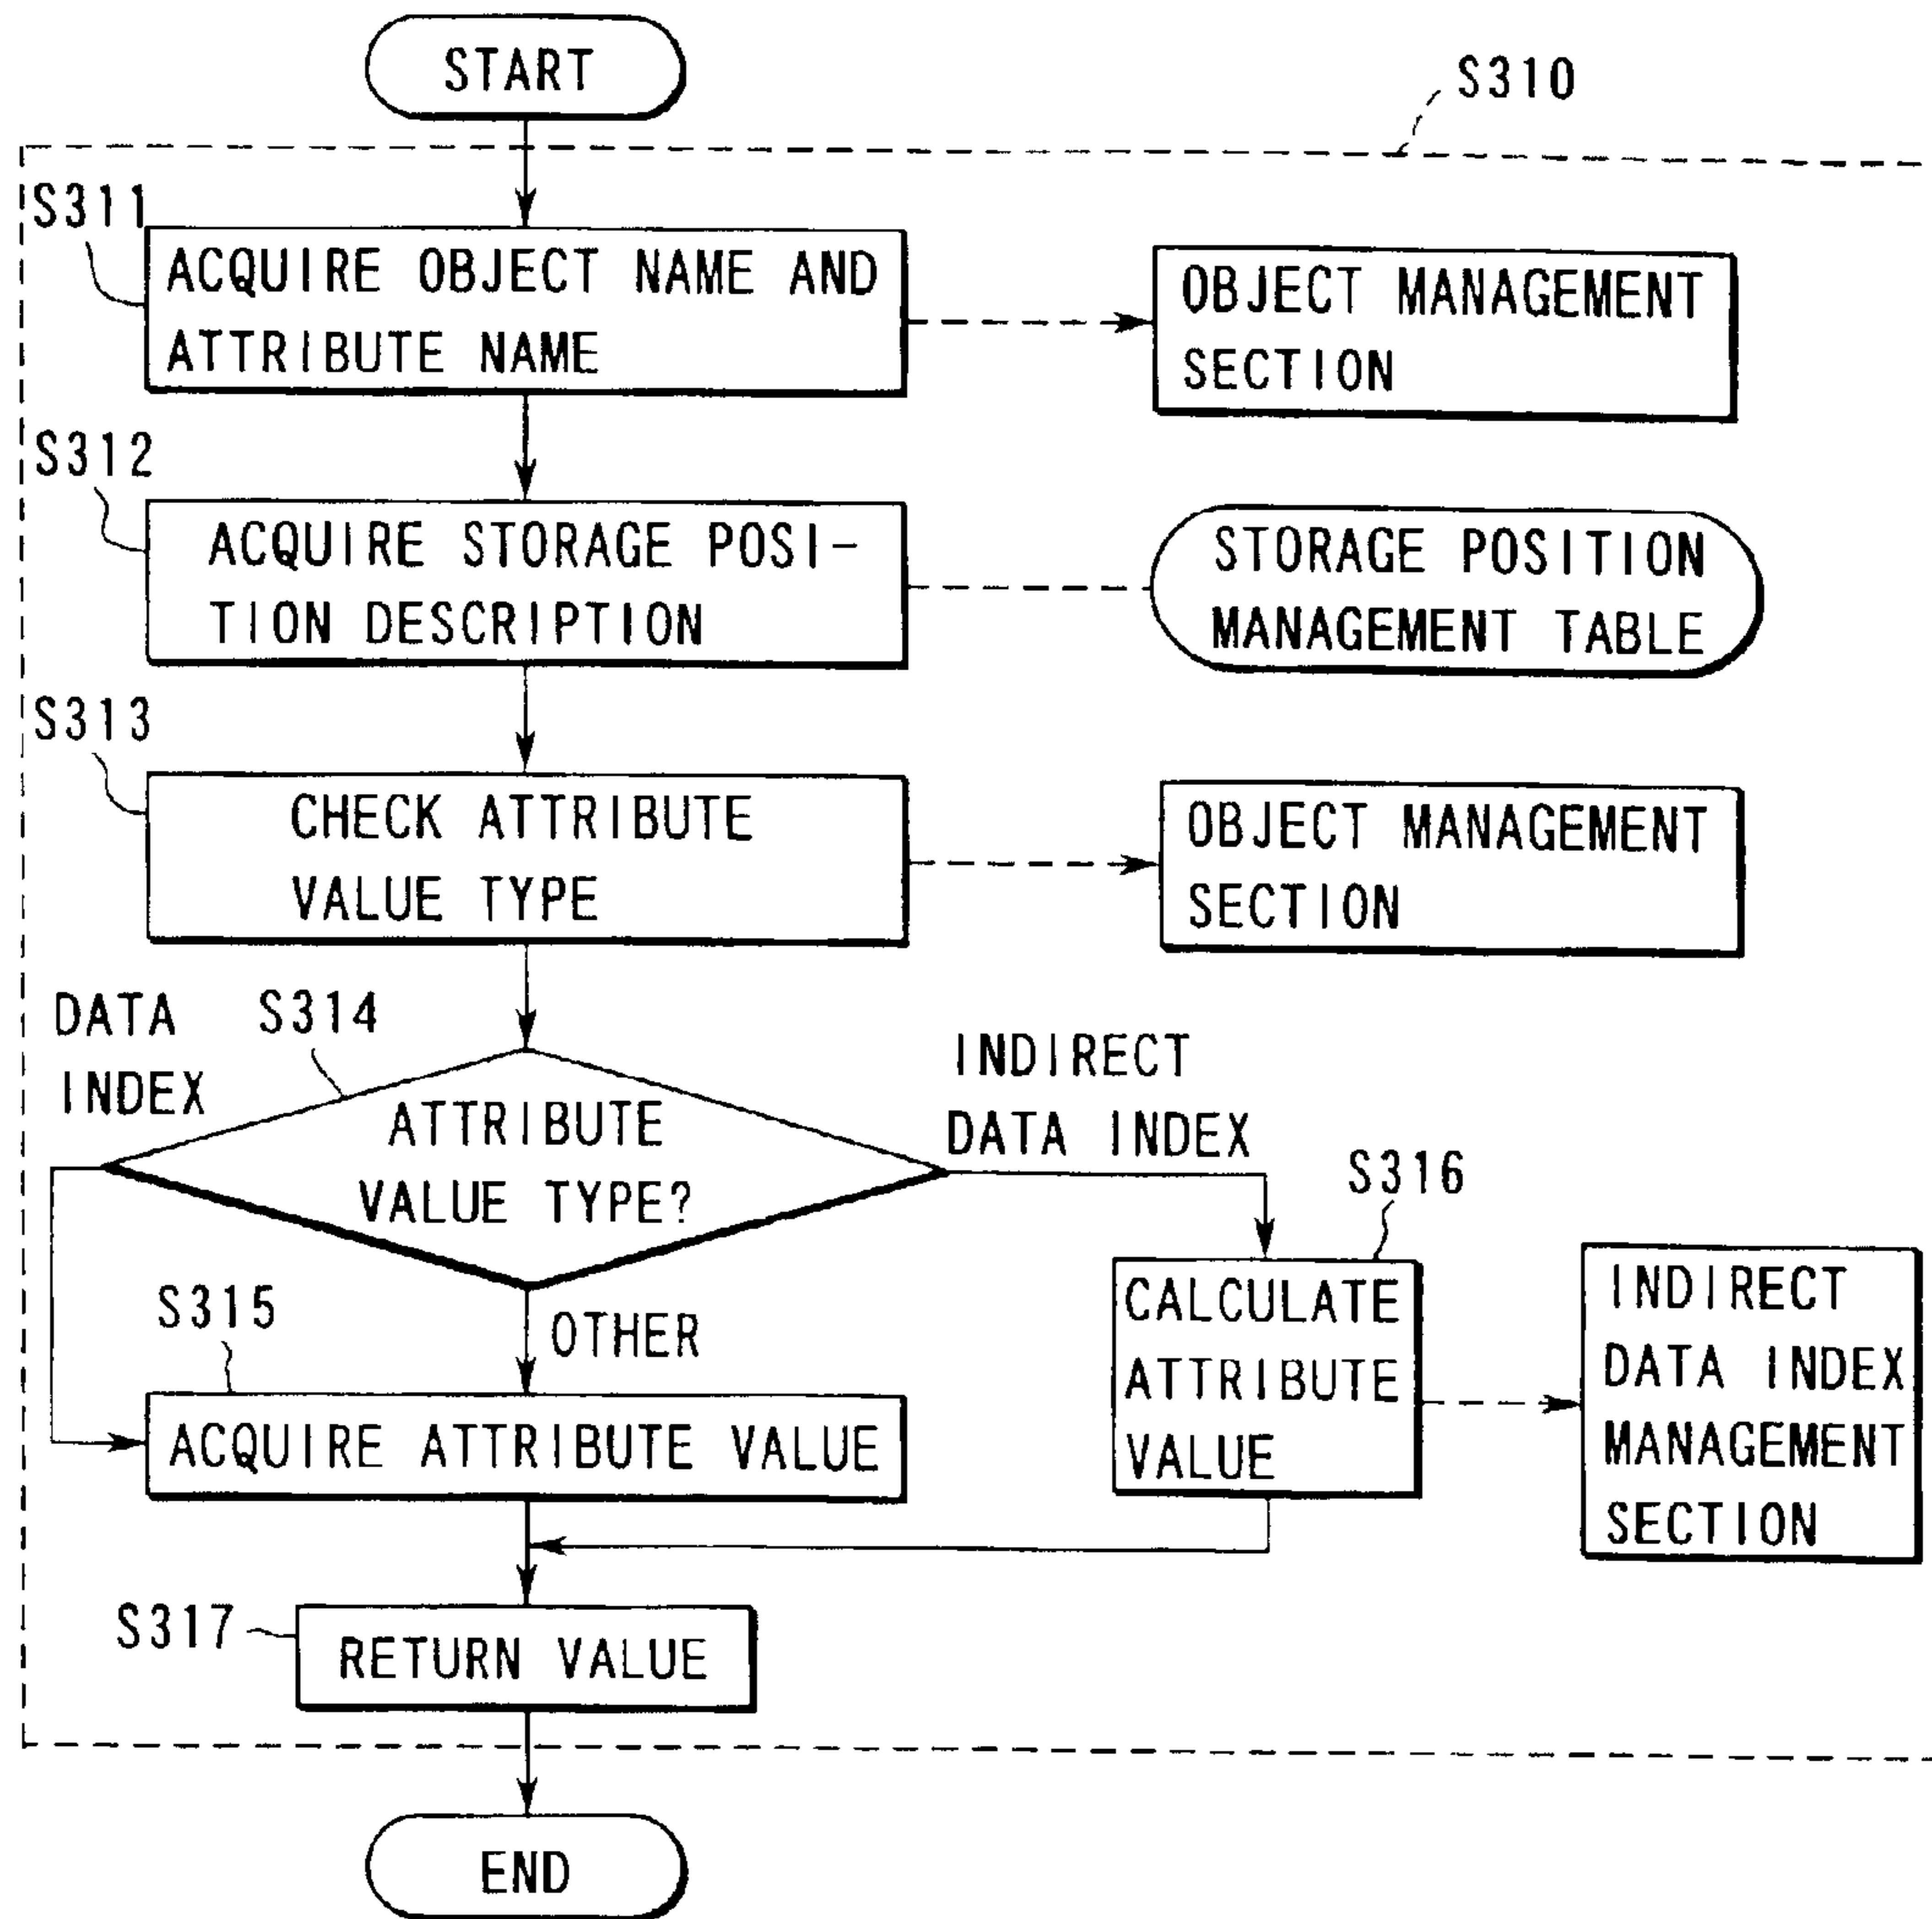 START
S310
S311
ACQUIRE OBJECT NAME AND
ATTRIBUTE NAME
OBJECT MANAGEMENT
SECTION
S312
ACQUIRE STORAGE POSI-
TION DESCRIPTION
STORAGE POSITION
MANAGEMENT TABLE
S313
CHECK ATTRIBUTE
VALUE TYPE
OBJECT MANAGEMENT
SECTION
DATA
INDEX
S314
ATTRIBUTE
VALUE TYPE?
INDIRECT
DATA INDEX
S316
CALCULATE
ATTRIBUTE
VALUE
INDIRECT
DATA INDEX
MANAGEMENT
SECTION
S315
OTHER
ACQUIRE ATTRIBUTE VALUE
S317
RETURN VALUE
END